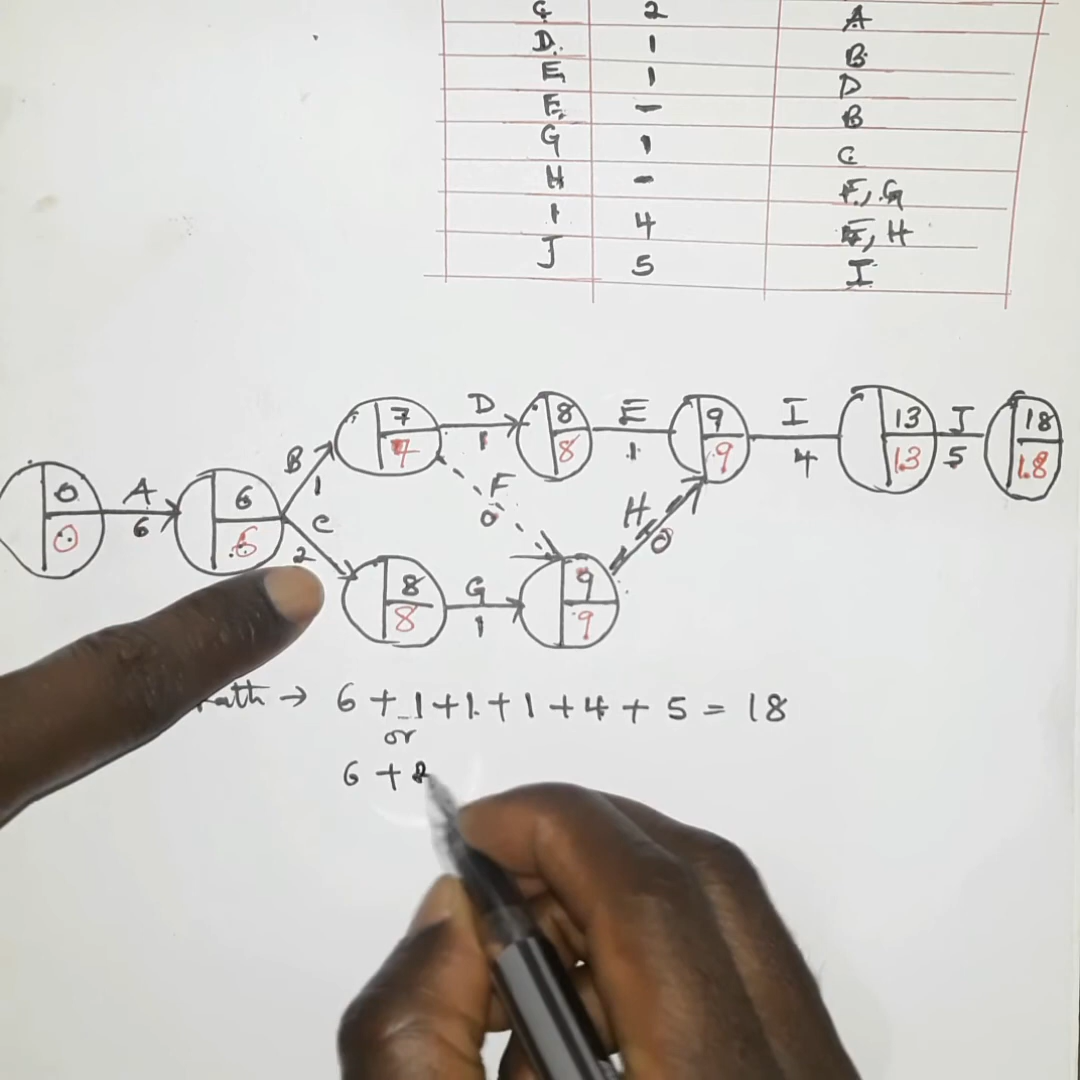 C 2 A
D 1 B
E 1 D
F - B
G 1 C
H - F, G
I 4 E, H
J 5 I
0 0 A 6 6 6 B 1 C 2
7 7 D 1 8 8 E 1 9 9 I 4 13 13 J 5 18 18
F 0 H 0
8 8 G 1 9 9
Path → 6 + 1 + 1 + 1 + 4 + 5 = 18
or
6 + 2